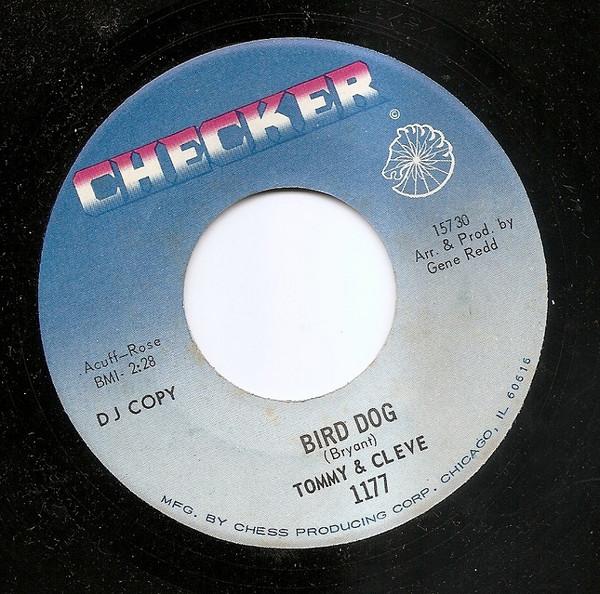 CHECKER
©
15730
Arr. & Prod. by
Gene Redd
Acuff-Rose
BMI- 2:28
DJ COPY
BIRD DOG
(Bryant)
TOMMY & CLEVE
1177
MFG. BY CHESS PRODUCING CORP. CHICAGO, IL 60616